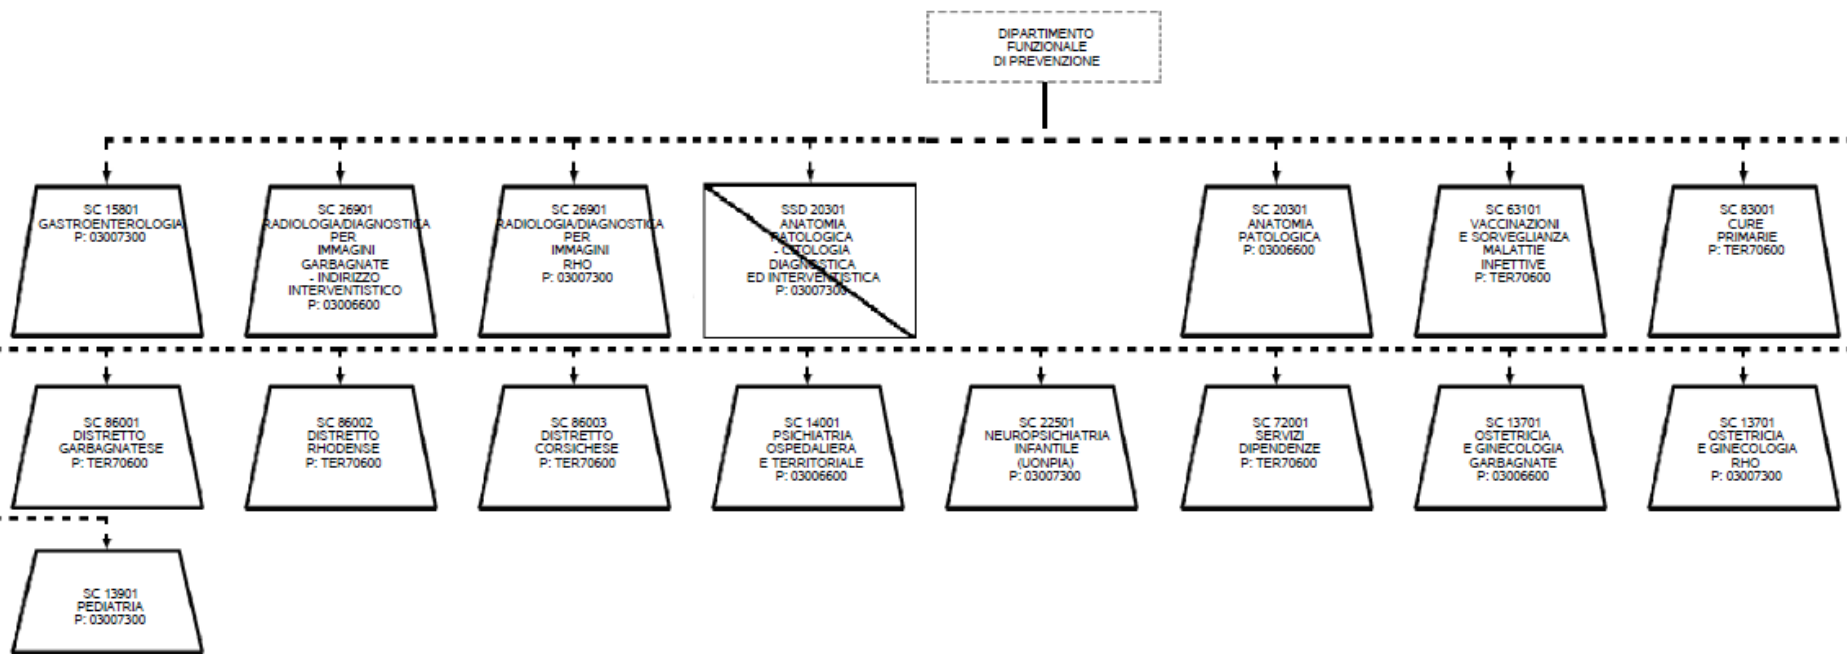 DIPARTIMENTO
FUNZIONALE
DI PREVENZIONE
SC 15801
GASTROENTEROLOGIA
P: 03007300
SC 26901
RADIOLOGIA/DIAGNOSTICA
PER
IMMAGINI
GARBAGNATE
- INDIRIZZO
INTERVENTISTICO
P: 03006600
SC 26901
RADIOLOGIA/DIAGNOSTICA
PER
IMMAGINI
RHO
P: 03007300
SSD 20301
ANATOMIA
PATOLOGICA
- CITOLOGIA
DIAGNOSTICA
ED INTERVENTISTICA
P: 03007300
SC 20301
ANATOMIA
PATOLOGICA
P: 03006600
SC 63101
VACCINAZIONI
E SORVEGLIANZA
MALATTIE
INFETTIVE
P: TER70600
SC 83001
CURE
PRIMARIE
P: TER70600
SC 86001
DISTRETTO
GARBAGNATESE
P: TER70600
SC 86002
DISTRETTO
RHODENSE
P: TER70600
SC 86003
DISTRETTO
CORSICHESE
P: TER70600
SC 14001
PSICHIATRIA
OSPEDALIERA
E TERRITORIALE
P: 03006600
SC 22501
NEUROPSICHIATRIA
INFANTILE
(UONPIA)
P: 03007300
SC 72001
SERVIZI
DIPENDENZE
P: TER70600
SC 13701
OSTETRICIA
E GINECOLOGIA
GARBAGNATE
P: 03006600
SC 13701
OSTETRICIA
E GINECOLOGIA
RHO
P: 03007300
SC 13901
PEDIATRIA
P: 03007300